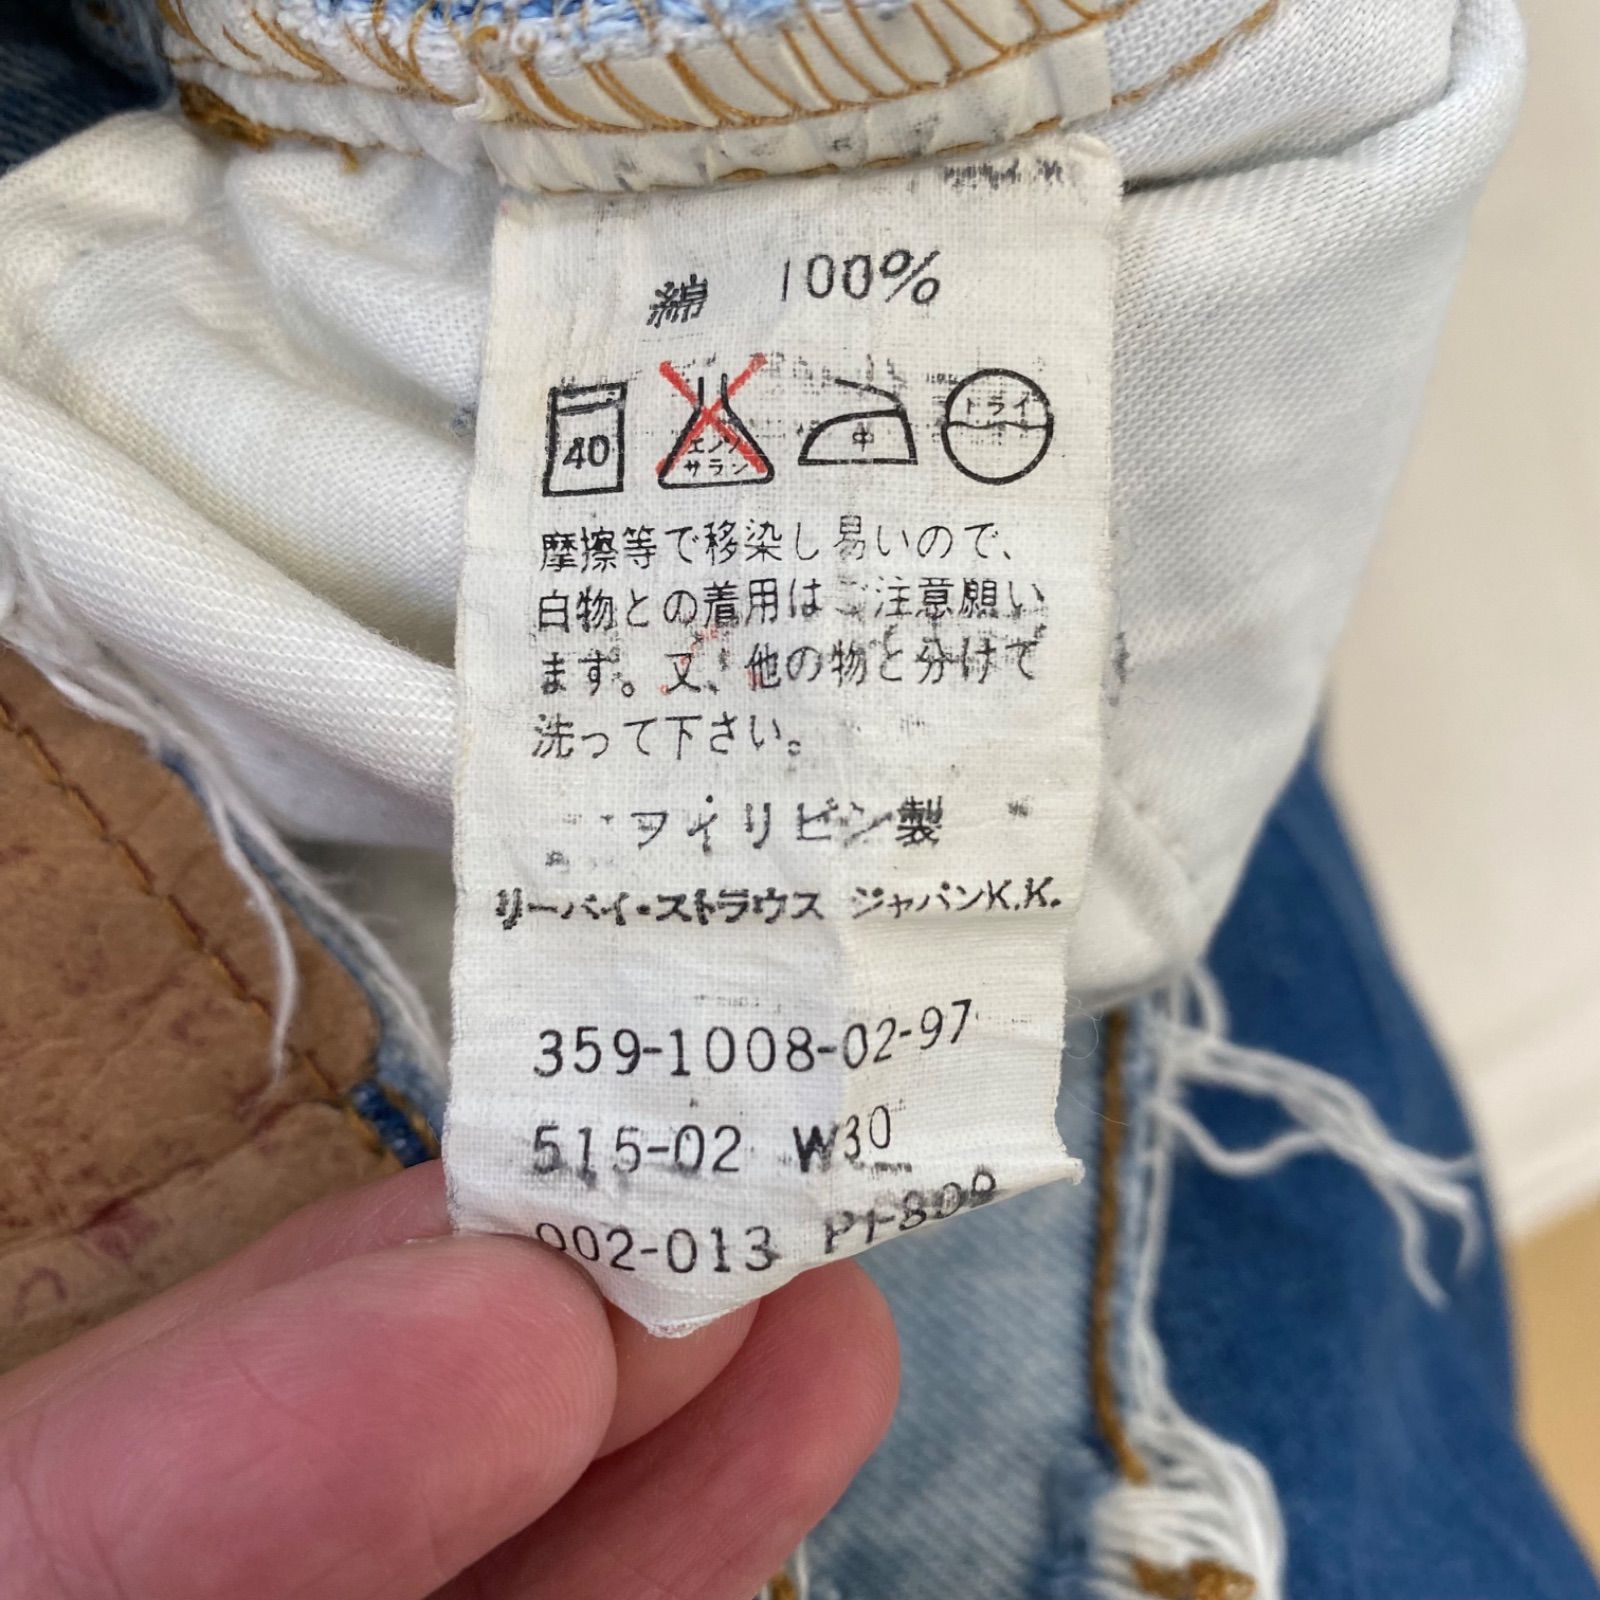 綿 100%
40
エンソ
サラシ
中
ドライ
摩擦等で移染し易いので、
白物との着用はご注意願い
ます。又、他の物と分けて
洗って下さい。
フィリピン製
リーバイ・ストラウス ジャパンK.K.
359-1008-02-97
515-02 W30
002-013